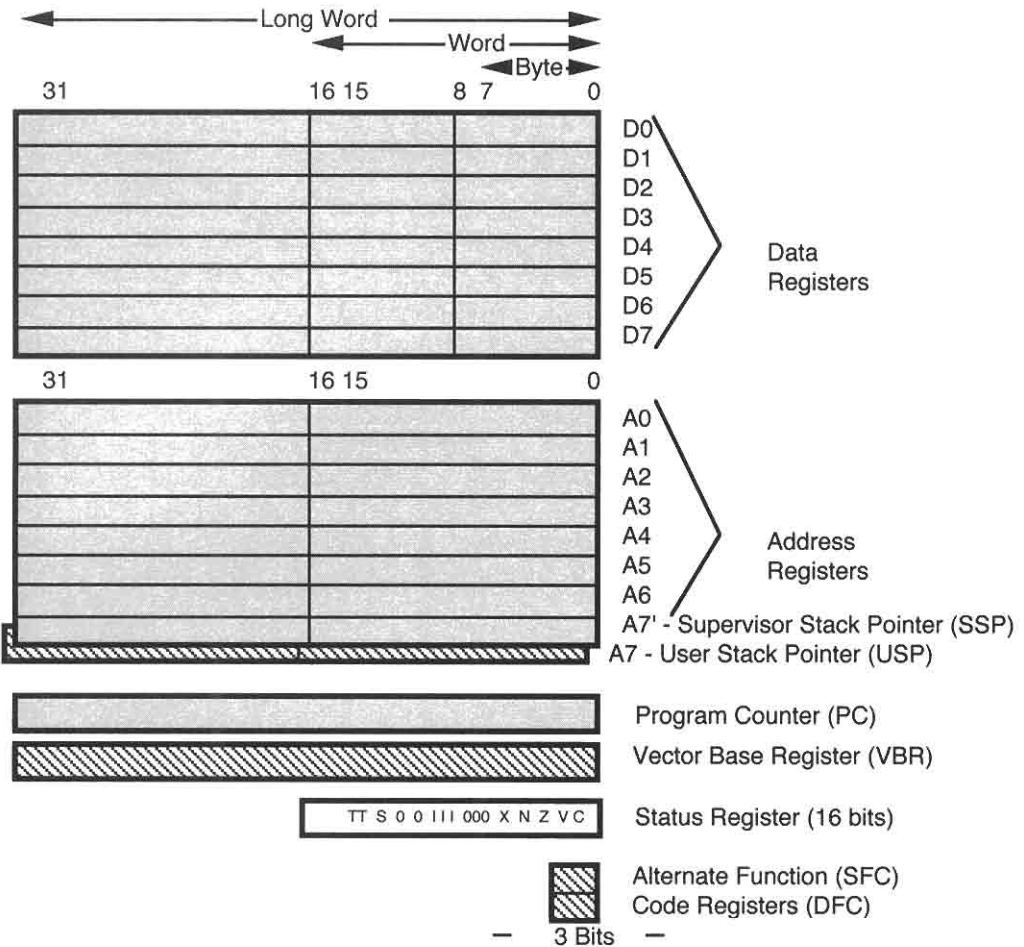 Long Word
Word
Byte
31 16 15 8 7 0
D0
D1
D2
D3
D4
D5
D6
D7
Data
Registers
31 16 15 0
A0
A1
A2
A3
A4
A5
A6
Address
Registers
A7' - Supervisor Stack Pointer (SSP)
A7 - User Stack Pointer (USP)
Program Counter (PC)
Vector Base Register (VBR)
TT S 0 0 III 000 X N Z V C
Status Register (16 bits)
Alternate Function (SFC)
Code Registers (DFC)
3 Bits